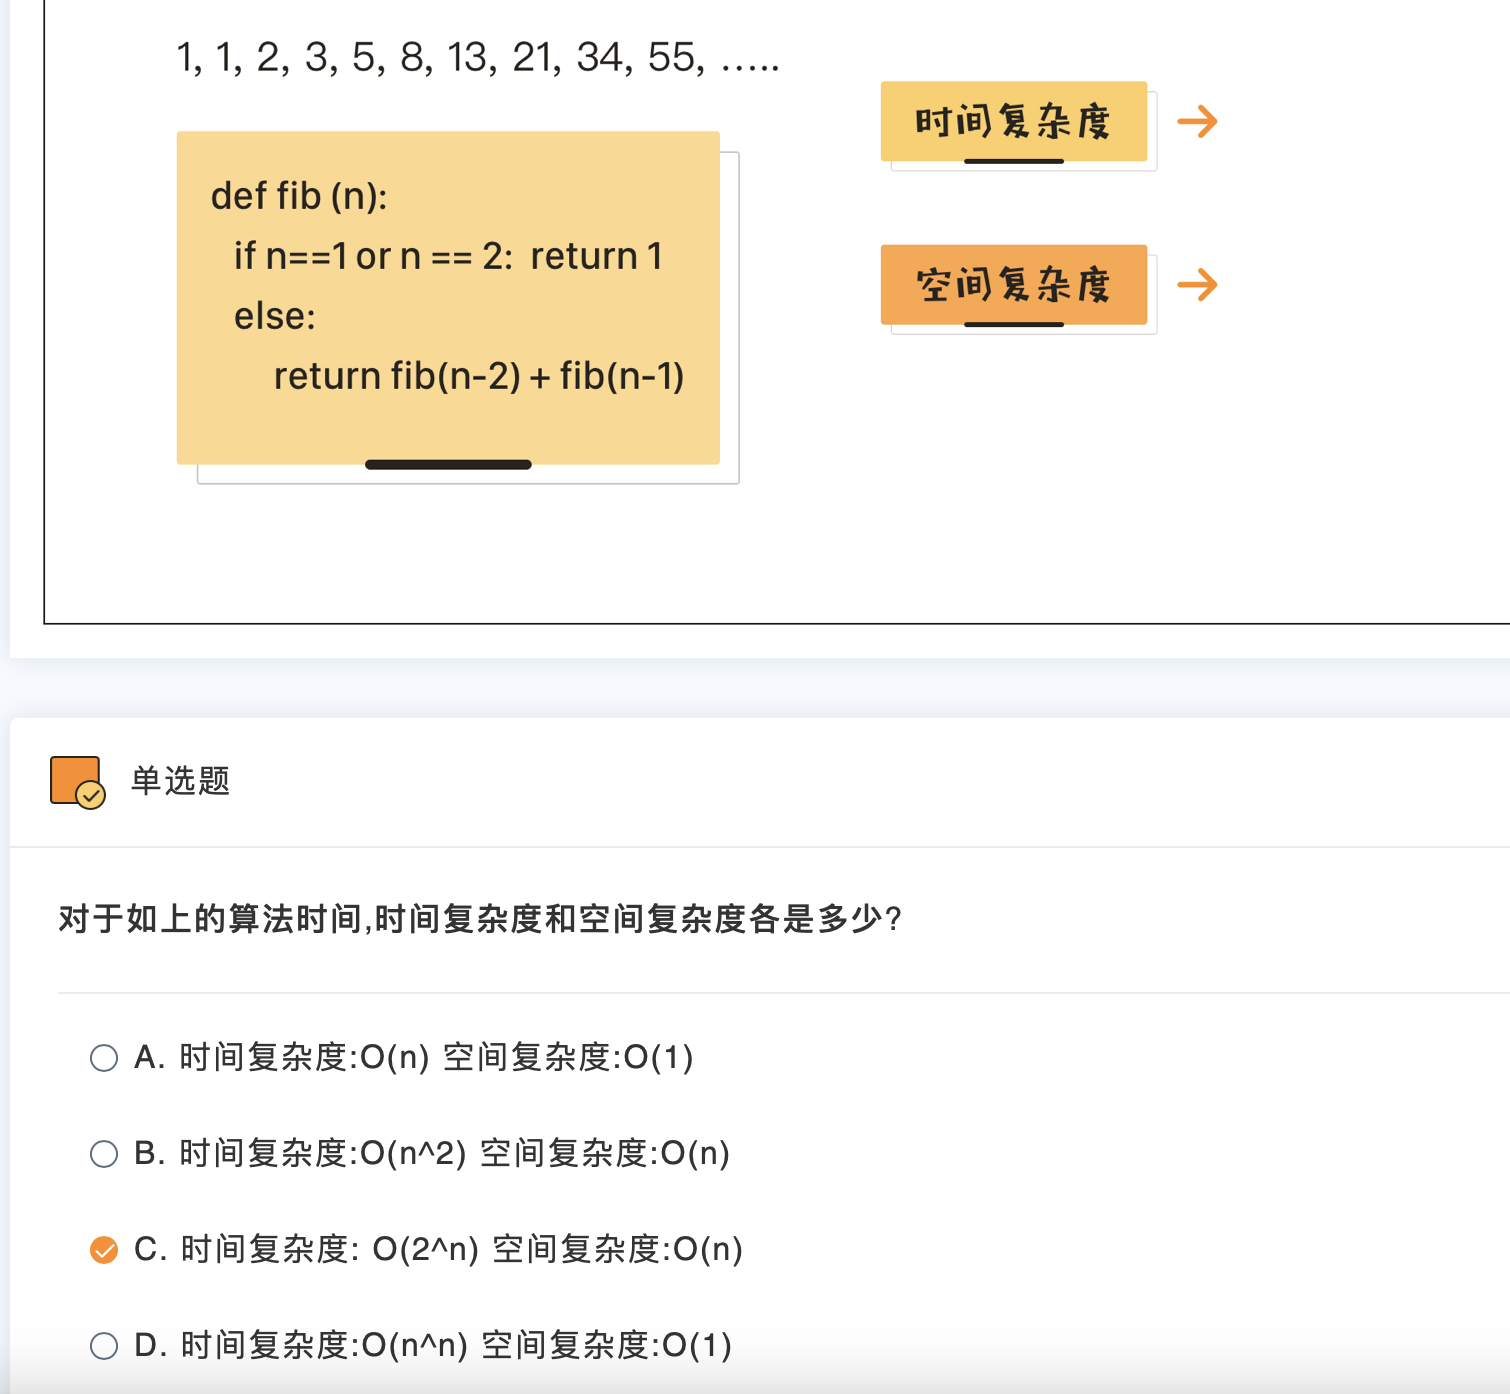 1, 1, 2, 3, 5, 8, 13, 21, 34, 55, .....
def fib (n):
if n==1 or n == 2: return 1
else:
return fib(n-2) + fib(n-1)
时间复杂度
空间复杂度
单选题
对于如上的算法时间,时间复杂度和空间复杂度各是多少?
A. 时间复杂度:O(n) 空间复杂度:O(1)
B. 时间复杂度:O(n^2) 空间复杂度:O(n)
C. 时间复杂度: O(2^n) 空间复杂度:O(n)
D. 时间复杂度:O(n^n) 空间复杂度:O(1)